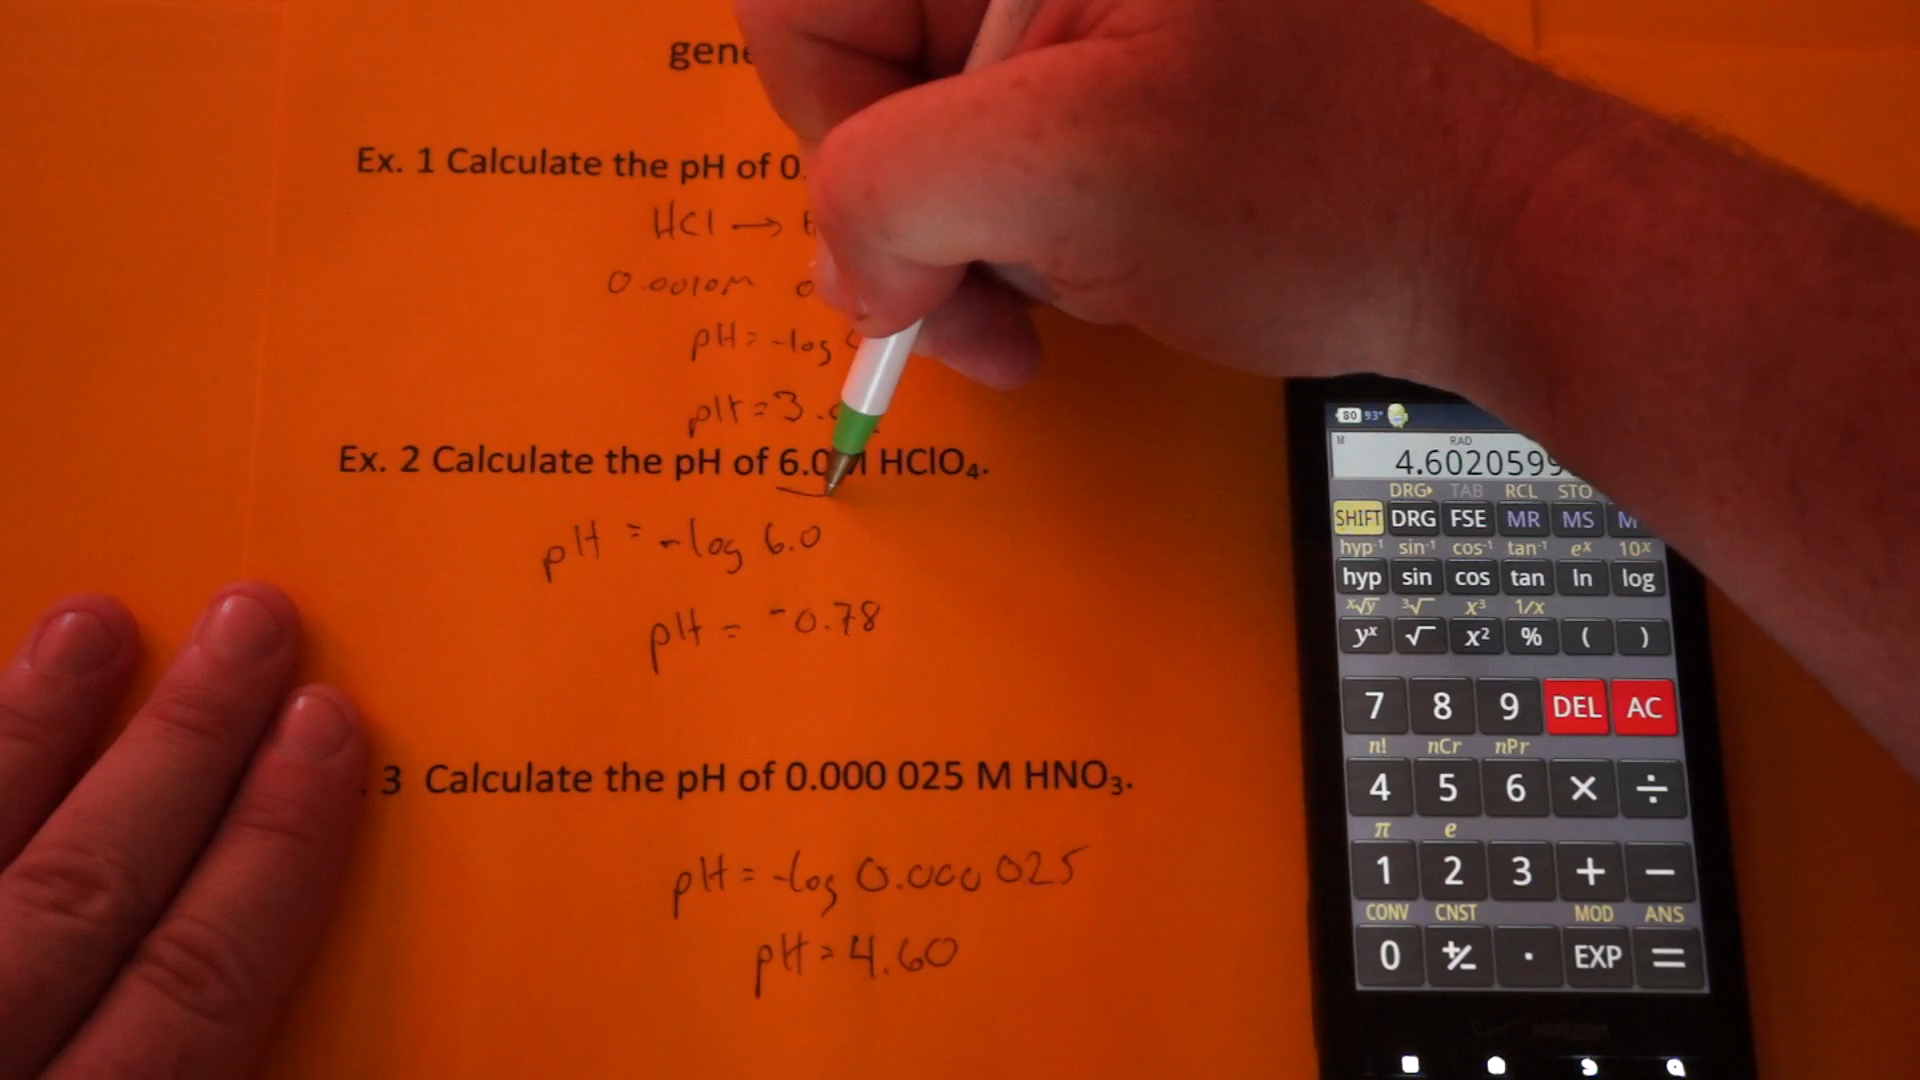 Ex. 1 Calculate the pH of 0.
HCl →
0.0010M
pH = -log
pH = 3.
Ex. 2 Calculate the pH of 6.0 M HClO₄.
pH = -log 6.0
pH = -0.78
3 Calculate the pH of 0.000 025 M HNO₃.
pH = -log 0.000 025
pH = 4.60
80 93°
M RAD
4.6020599
DRG▸ TAB RCL STO
SHIFT DRG FSE MR MS M
hyp⁻¹ sin⁻¹ cos⁻¹ tan⁻¹ eˣ 10ˣ
hyp sin cos tan ln log
ˣ√y ³√ x³ 1/x
yˣ √ x² % ( )
7 8 9 DEL AC
n! nCr nPr
4 5 6 × ÷
π e
1 2 3 + −
CONV CNST MOD ANS
0 +/− . EXP =
verizon